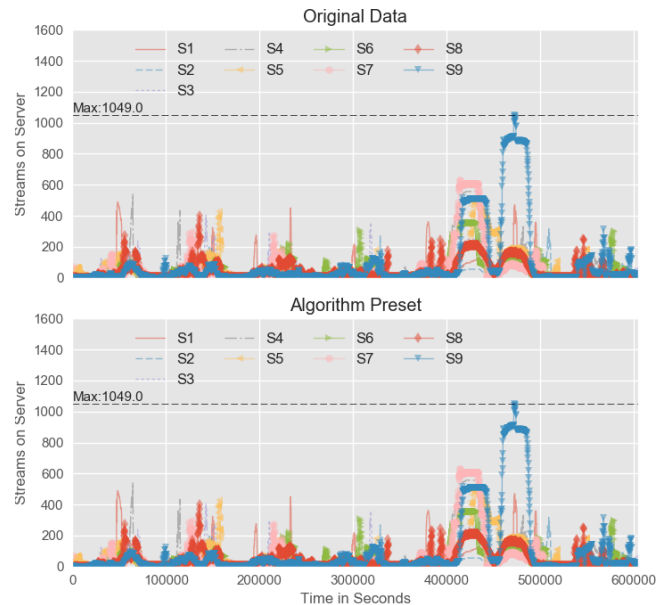 Original Data
1600
1400
1200
1000
800
600
400
200
0
Streams on Server
S1 S4 S6 S8
S2 S5 S7 S9
S3
Max:1049.0
Algorithm Preset
1600
1400
1200
1000
800
600
400
200
0
Streams on Server
S1 S4 S6 S8
S2 S5 S7 S9
S3
Max:1049.0
0 100000 200000 300000 400000 500000 600000
Time in Seconds